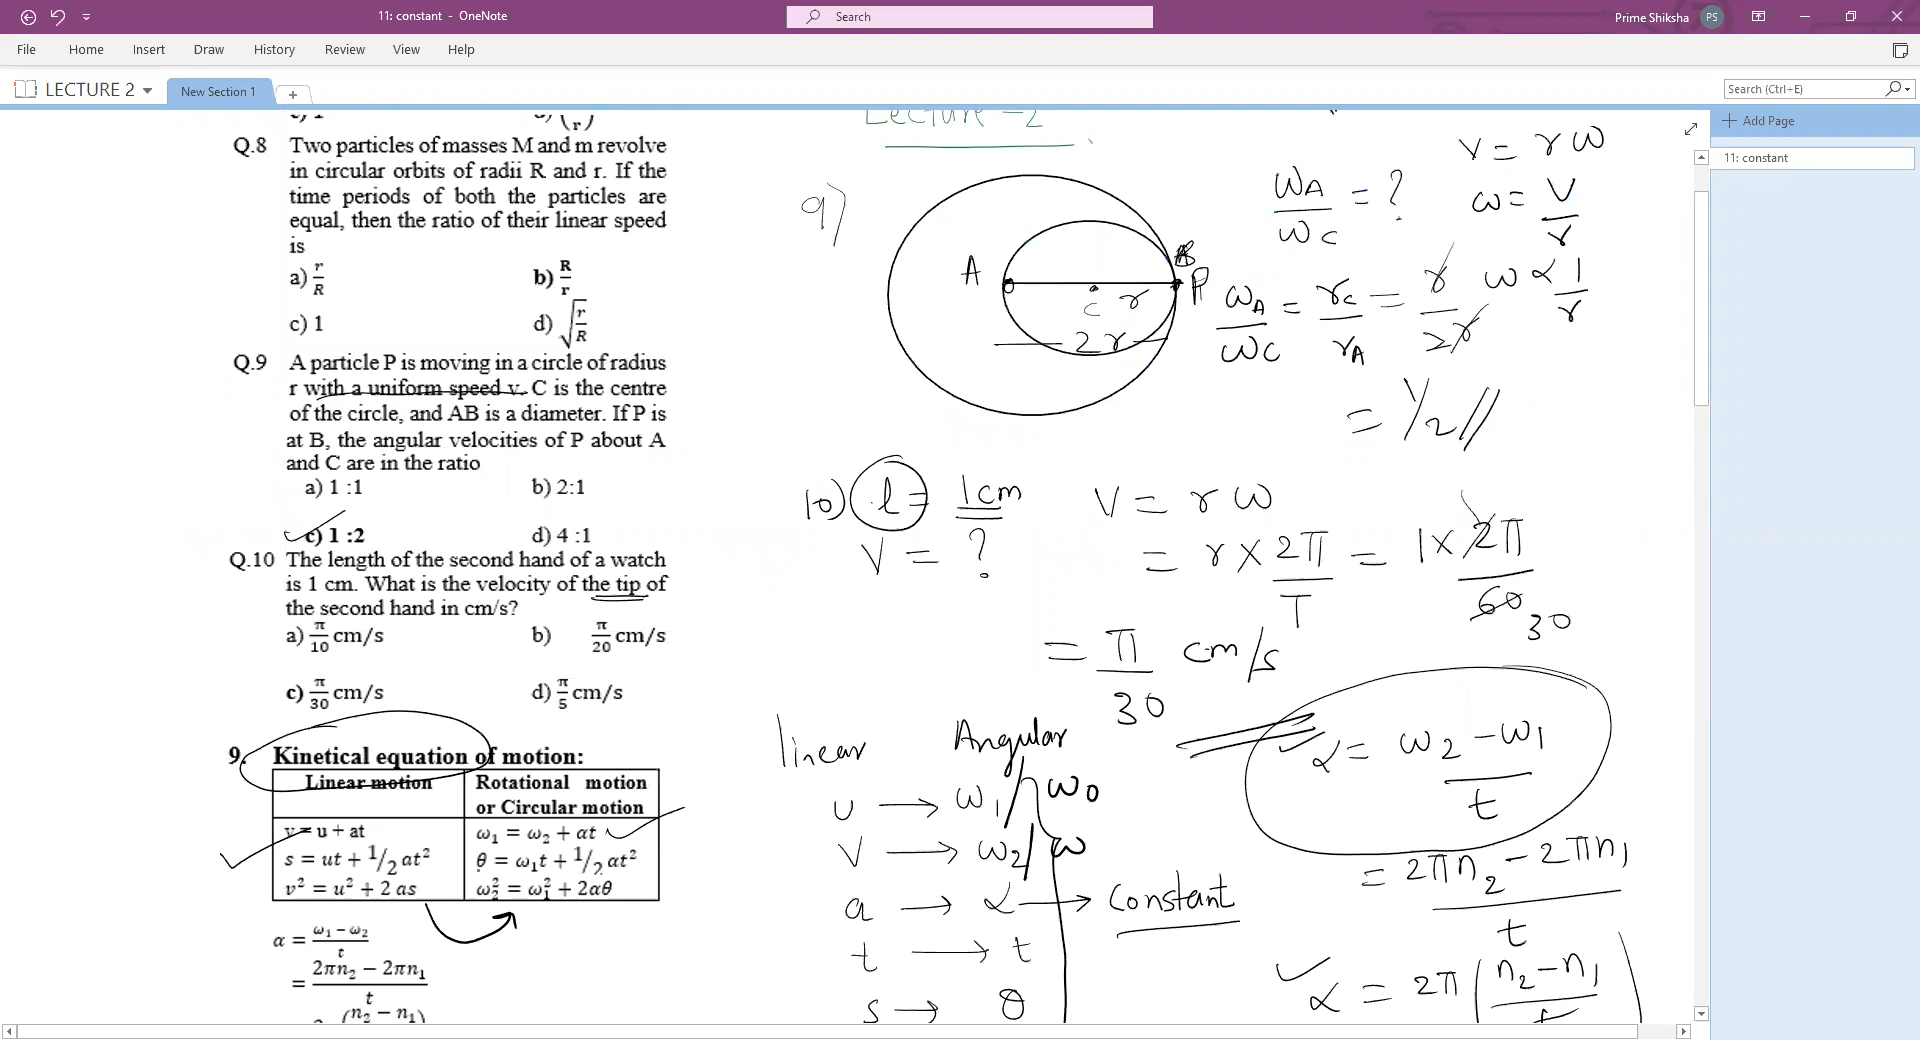 11: constant - OneNote
Search
Prime Shiksha
PS
File Home Insert Draw History Review View Help
LECTURE 2
New Section 1
Search (Ctrl+E)
Add Page
11: constant
Lecture -2
Q.8 Two particles of masses M and m revolve
in circular orbits of radii R and r. If the
time periods of both the particles are
equal, then the ratio of their linear speed
is
a) r/R b) R/r
c) 1 d) √(r/R)
Q.9 A particle P is moving in a circle of radius
r with a uniform speed v. C is the centre
of the circle, and AB is a diameter. If P is
at B, the angular velocities of P about A
and C are in the ratio
a) 1 :1 b) 2:1
c) 1 :2 d) 4 :1
Q.10 The length of the second hand of a watch
is 1 cm. What is the velocity of the tip of
the second hand in cm/s?
a) π/10 cm/s b) π/20 cm/s
c) π/30 cm/s d) π/5 cm/s
9. Kinetical equation of motion:
Linear motion
Rotational motion
or Circular motion
v = u + at
ω₁ = ω₂ + αt
s = ut + 1/2 at²
θ = ω₁t + 1/2 αt²
v² = u² + 2 as
ω₂² = ω₁² + 2αθ
α = (ω₁ − ω₂)/t
= (2πn₂ − 2πn₁)/t
(n₂ − n₁)
9)
A
C
r
2r
P
ωA/ωC = ?
v = rω
ω = v/r
ω ∝ 1/r
ωA/ωC = rC/rA = r/2r
= 1/2
10) l = 1cm
V = ?
V = rω
= r × 2π/T = 1 × 2π/60
30
= π/30 cm/s
linear Angular
u → ω₁ / ω₀
v → ω₂ / ω
a → α → Constant
t → t
s → θ
α = (ω₂ − ω₁)/t
= (2πn₂ − 2πn₁)/t
α = 2π (n₂ − n₁)/t